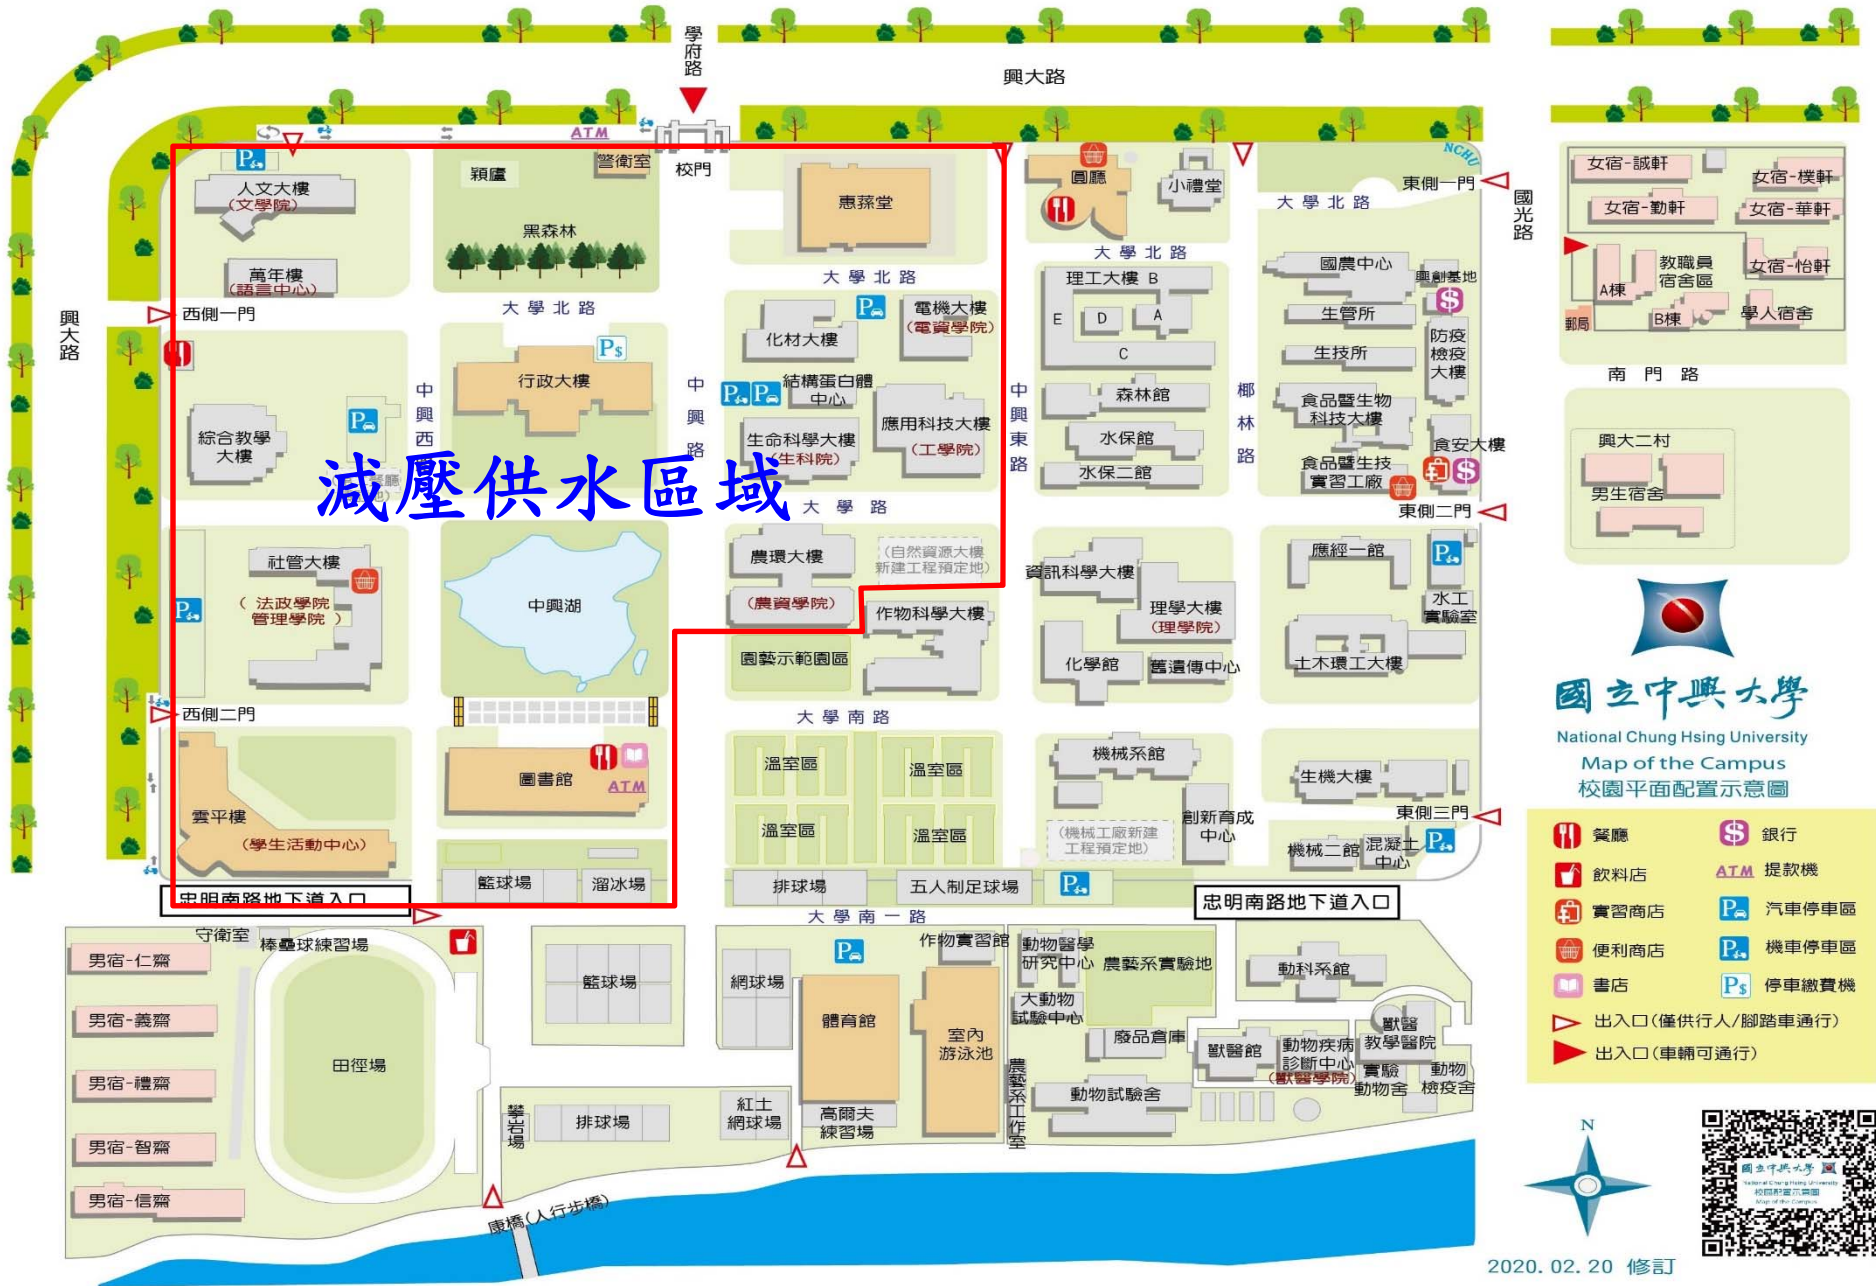 學府路
興大路
ATM
校門
警衛室
穎廬
人文大樓
(文學院)
黑森林
萬年樓
(語言中心)
惠蓀堂
圓廳
小禮堂
NCHU
東側一門
國光路
大學北路
大學北路
大學北路
大學北路
西側一門
興大路
女宿-誠軒
女宿-樸軒
女宿-勤軒
女宿-華軒
教職員
宿舍區
女宿-怡軒
A棟
B棟
學人宿舍
郵局
南門路
興大二村
男生宿舍
理工大樓 B
E
D
A
C
國農中心
興創基地
生管所
生技所
防疫
檢疫
大樓
化材大樓
電機大樓
(電資學院)
行政大樓
結構蛋白體
中心
應用科技大樓
(工學院)
生命科學大樓
(生科院)
中興西路
中興路
中興東路
椰林路
森林館
水保館
水保二館
食品暨生物
科技大樓
食安大樓
食品暨生技
實習工廠
綜合教學
大樓
減壓供水區域
大學路
東側二門
農環大樓
(自然資源大樓
新建工程預定地)
(農資學院)
作物科學大樓
園藝示範園區
社管大樓
( 法政學院
管理學院 )
中興湖
資訊科學大樓
理學大樓
(理學院)
化學館
舊遺傳中心
應經一館
水工
實驗室
土木環工大樓
西側二門
大學南路
圖書館
ATM
雲平樓
(學生活動中心)
溫室區
溫室區
溫室區
溫室區
機械系館
創新育成
中心
(機械工廠新建
工程預定地)
生機大樓
東側三門
機械二館
混凝土
中心
籃球場
溜冰場
排球場
五人制足球場
忠明南路地下道入口
忠明南路地下道入口
大學南一路
守衛室
棒壘球練習場
男宿-仁齋
男宿-義齋
男宿-禮齋
男宿-智齋
男宿-信齋
田徑場
籃球場
網球場
體育館
作物實習館
室內
游泳池
攀岩場
排球場
紅土
網球場
高爾夫
練習場
農藝系工作室
動物醫學
研究中心
農藝系實驗地
大動物
試驗中心
廢品倉庫
動物試驗舍
動科系館
獸醫館
動物疾病
診斷中心
(獸醫學院)
獸醫
教學醫院
實驗
動物舍
動物
檢疫舍
康橋(人行步橋)
國立中興大學
National Chung Hsing University
Map of the Campus
校園平面配置示意圖
餐廳
銀行
飲料店
ATM 提款機
實習商店
汽車停車區
便利商店
機車停車區
書店
停車繳費機
出入口(僅供行人/腳踏車通行)
出入口(車輛可通行)
N
國立中興大學
National Chung Hsing University
校園配置示意圖
Map of the Campus
2020.02.20 修訂